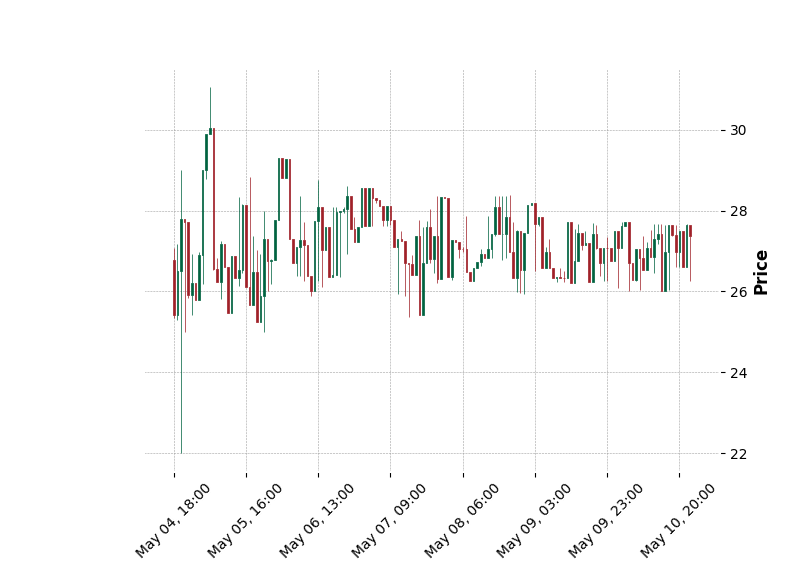 30
28
26
24
22
Price
May 04, 18:00
May 05, 16:00
May 06, 13:00
May 07, 09:00
May 08, 06:00
May 09, 03:00
May 09, 23:00
May 10, 20:00